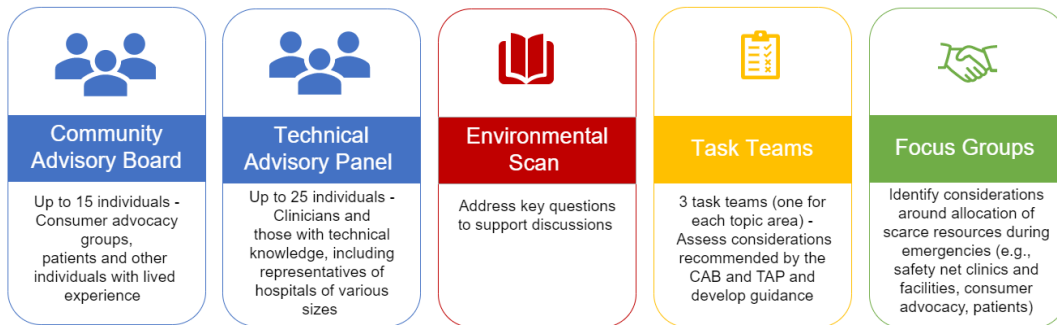 Community
Advisory Board
Up to 15 individuals -
Consumer advocacy
groups,
patients and other
individuals with lived
experience
Technical
Advisory Panel
Up to 25 individuals -
Clinicians and
those with technical
knowledge, including
representatives of
hospitals of various
sizes
Environmental
Scan
Address key questions
to support discussions
Task Teams
3 task teams (one for
each topic area) -
Assess considerations
recommended by the
CAB and TAP and
develop guidance
Focus Groups
Identify considerations
around allocation of
scarce resources during
emergencies (e.g.,
safety net clinics and
facilities, consumer
advocacy, patients)